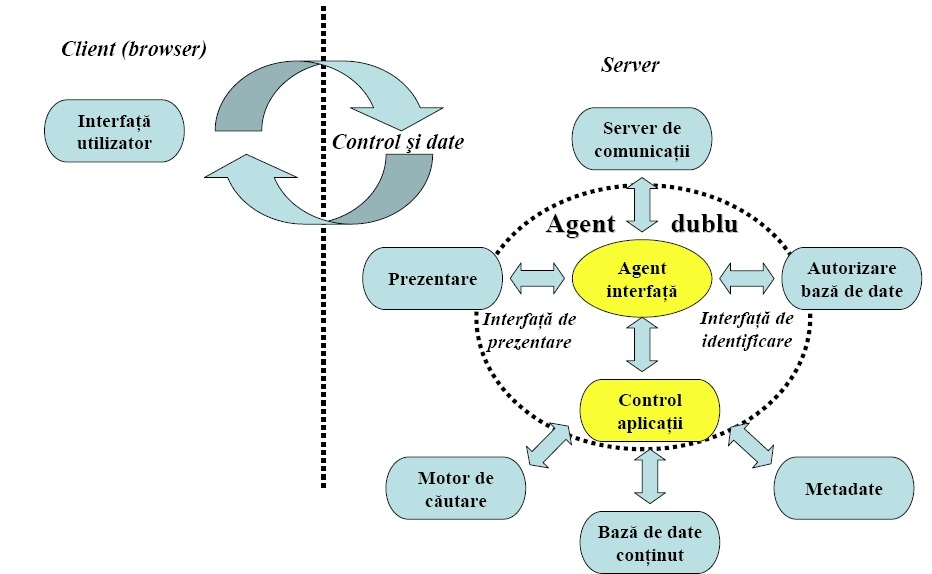 Client (browser)
Server
Interfață
utilizator
Control și date
Server de
comunicații
Agent dublu
Prezentare
Agent
interfață
Autorizare
bază de date
Interfață de
prezentare
Interfață de
identificare
Control
aplicații
Motor de
căutare
Metadate
Bază de date
conținut